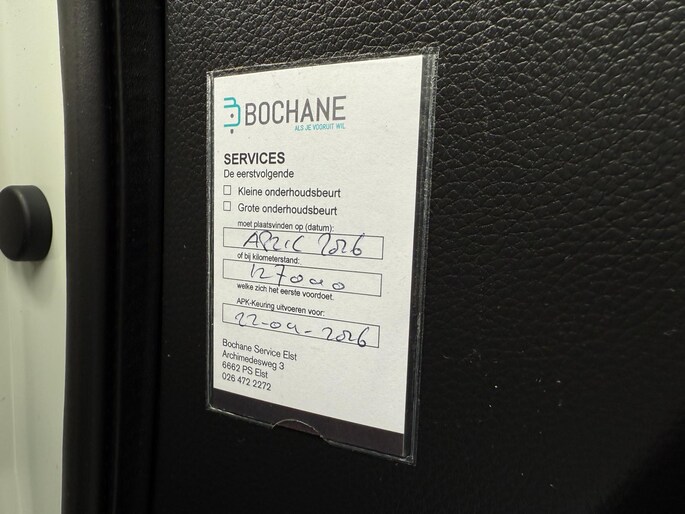 BOCHANE
ALS JE VOORUIT WIL.
SERVICES
De eerstvolgende
Kleine onderhoudsbeurt
Grote onderhoudsbeurt
moet plaatsvinden op (datum):
APRIL 2026
of bij kilometerstand:
127000
welke zich het eerste voordoet.
APK-Keuring uitvoeren voor:
22-04-2026
Bochane Service Elst
Archimedesweg 3
6662 PS Elst
026 472 2272